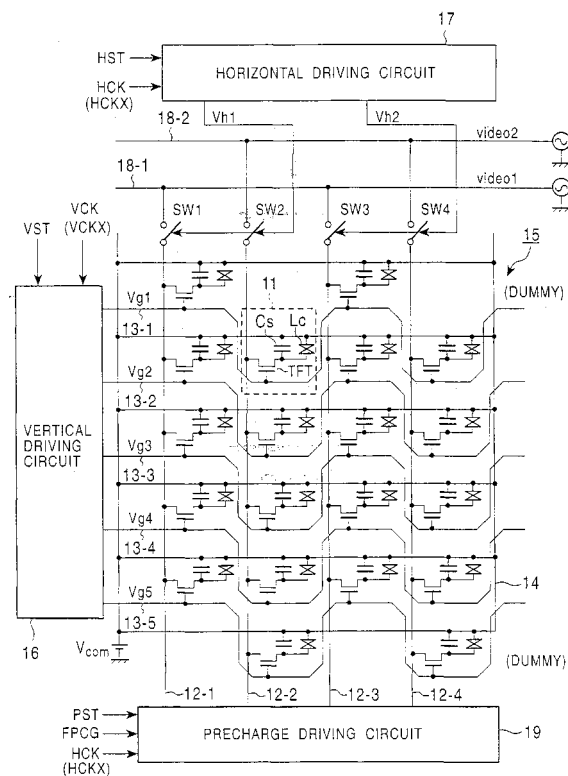 17
HST
HORIZONTAL DRIVING CIRCUIT
HCK
(HCKX)
Vh1
Vh2
18-2
video2
18-1
video1
SW1
SW2
SW3
SW4
VCK
(VCKX)
VST
15
(DUMMY)
Vg1
11
13-1
Cs
Lc
TFT
Vg2
13-2
VERTICAL
DRIVING
CIRCUIT
Vg3
13-3
Vg4
13-4
14
Vg5
16
13-5
Vcom
(DUMMY)
12-1
12-2
12-3
12-4
PST
FPCG
PRECHARGE DRIVING CIRCUIT
19
HCK
(HCKX)